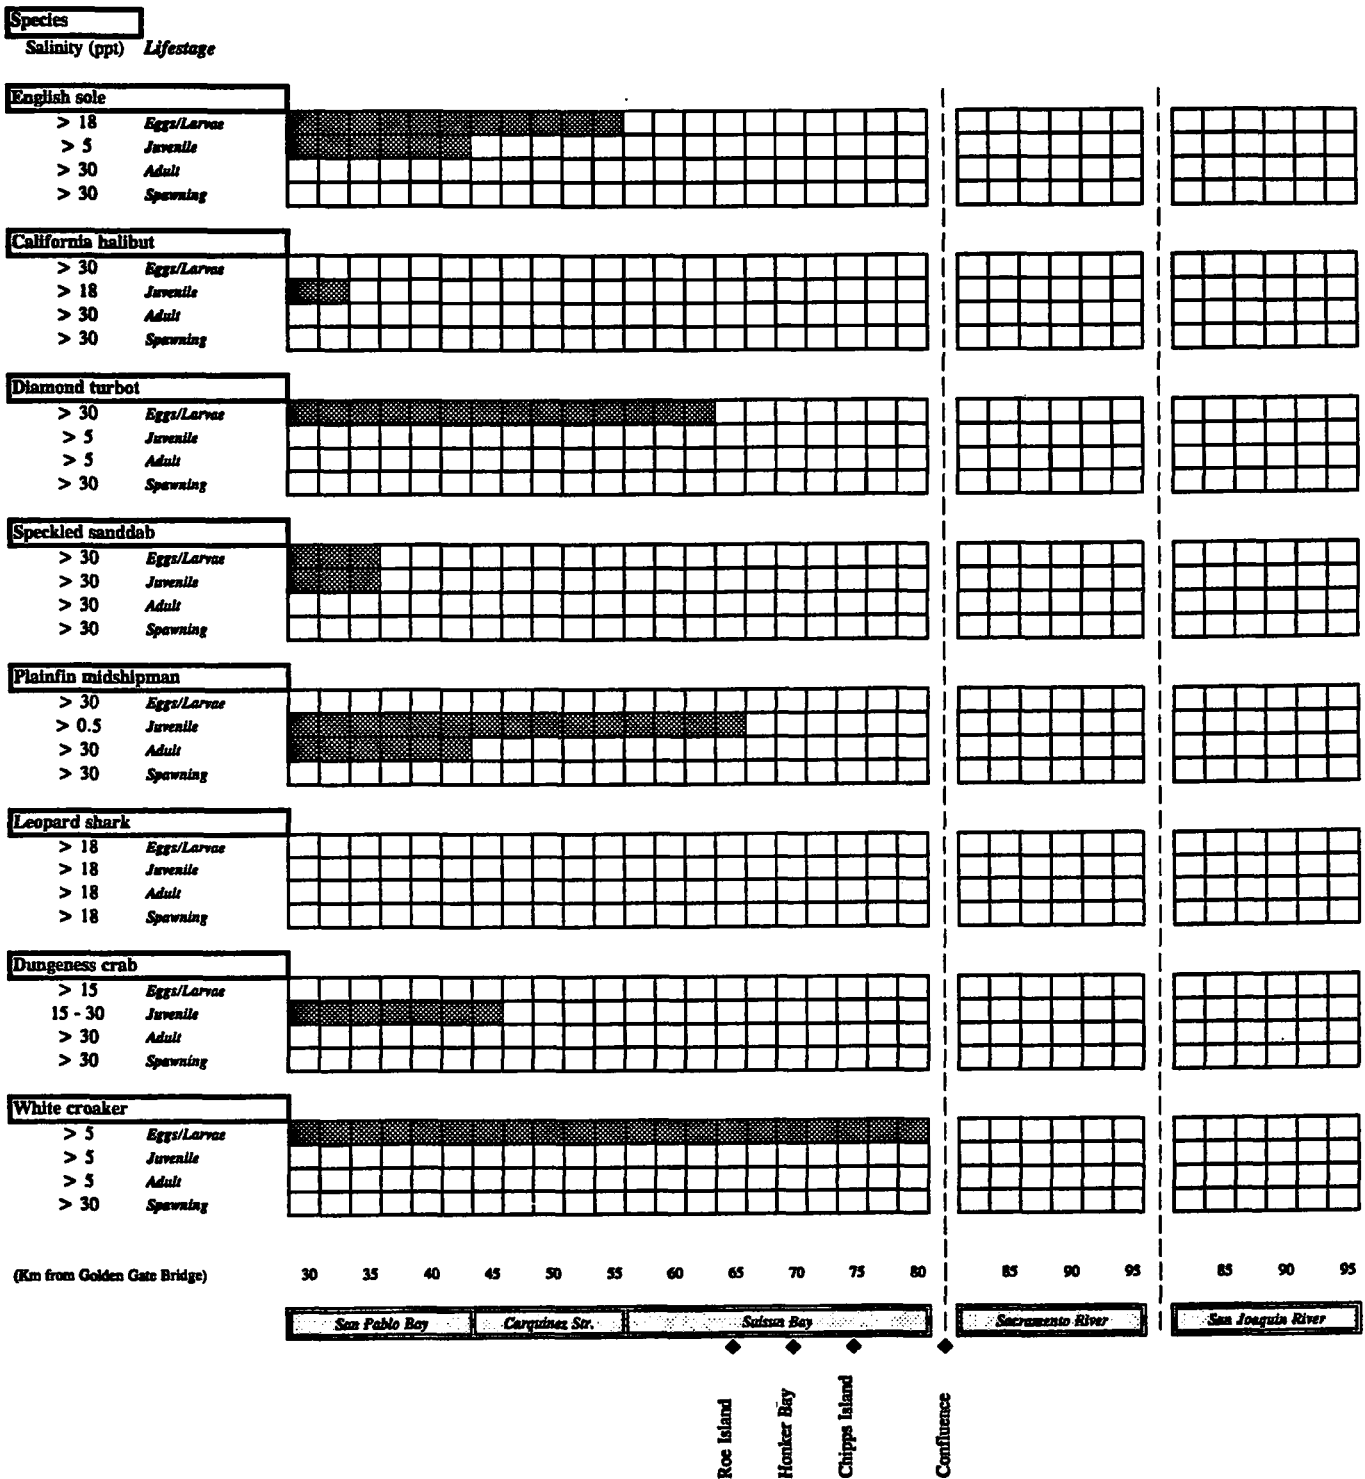 Species
Salinity (ppt) Lifestage
English sole
> 18 Eggs/Larvae
> 5 Juvenile
> 30 Adult
> 30 Spawning
California halibut
> 30 Eggs/Larvae
> 18 Juvenile
> 30 Adult
> 30 Spawning
Diamond turbot
> 30 Eggs/Larvae
> 5 Juvenile
> 5 Adult
> 30 Spawning
Speckled sanddab
> 30 Eggs/Larvae
> 30 Juvenile
> 30 Adult
> 30 Spawning
Plainfin midshipman
> 30 Eggs/Larvae
> 0.5 Juvenile
> 30 Adult
> 30 Spawning
Leopard shark
> 18 Eggs/Larvae
> 18 Juvenile
> 18 Adult
> 18 Spawning
Dungeness crab
> 15 Eggs/Larvae
15 - 30 Juvenile
> 30 Adult
> 30 Spawning
White croaker
> 5 Eggs/Larvae
> 5 Juvenile
> 5 Adult
> 30 Spawning
(Km from Golden Gate Bridge) 30 35 40 45 50 55 60 65 70 75 80 85 90 95 85 90 95
San Pablo Bay Carquinez Str. Suisun Bay Sacramento River San Joaquin River
Roe Island
Honker Bay
Chipps Island
Confluence